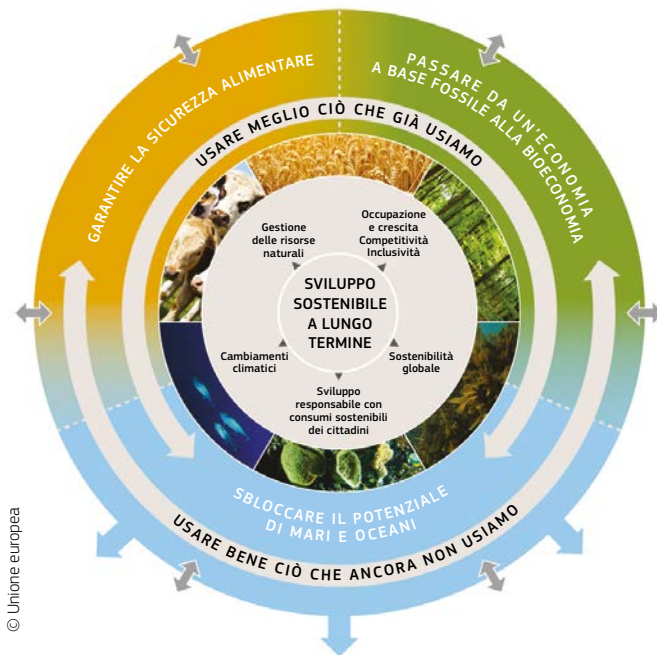 GARANTIRE LA SICUREZZA ALIMENTARE
PASSARE DA UN'ECONOMIA
A BASE FOSSILE ALLA BIOECONOMIA
USARE MEGLIO CIÒ CHE GIÀ USIAMO
Gestione
delle risorse
naturali
Occupazione
e crescita
Competitività
Inclusività
SVILUPPO
SOSTENIBILE
A LUNGO
TERMINE
Cambiamenti
climatici
Sostenibilità
globale
Sviluppo
responsabile con
consumi sostenibili
dei cittadini
SBLOCCARE IL POTENZIALE
DI MARI E OCEANI
USARE BENE CIÒ CHE ANCORA NON USIAMO
© Unione europea